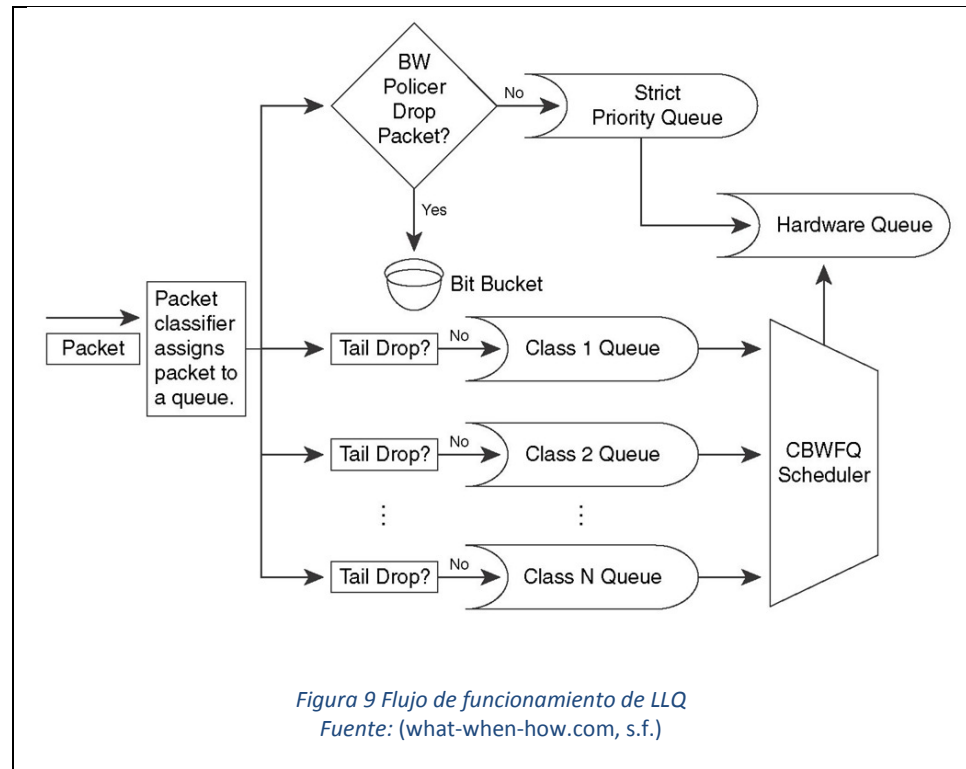 BW
Policer
Drop
Packet?
No
Strict
Priority Queue
Yes
Hardware Queue
Bit Bucket
Packet
Packet
classifier
assigns
packet to
a queue.
Tail Drop?
No
Class 1 Queue
Tail Drop?
No
Class 2 Queue
CBWFQ
Scheduler
Tail Drop?
No
Class N Queue
Figura 9 Flujo de funcionamiento de LLQ
Fuente: (what-when-how.com, s.f.)